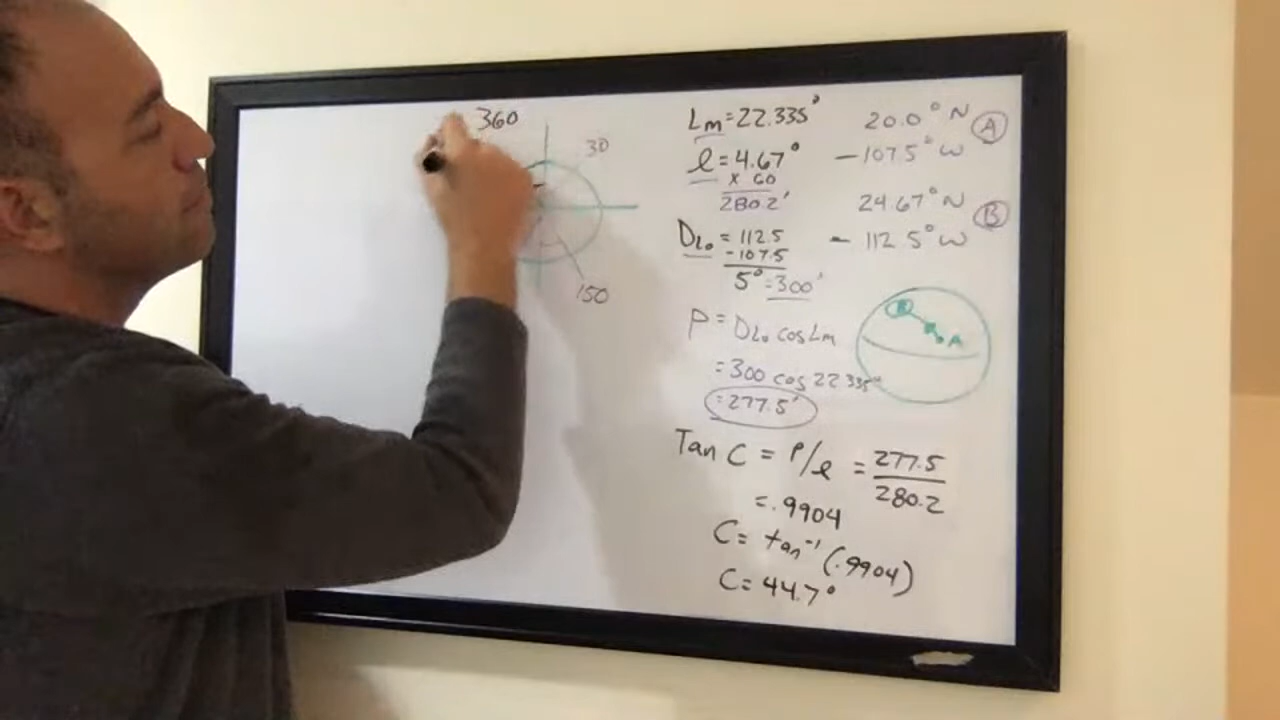 360
30
150
Lm = 22.335°
l = 4.67°
x 60
280.2'
DLo = 112.5
-107.5
5° = 300'
P = DLo cos Lm
= 300 cos 22.335°
= 277.5'
Tan C = P/l = 277.5
280.2
= .9904
C = tan⁻¹ (.9904)
C = 44.7°
20.0° N
A
-107.5° W
24.67° N
B
- 112.5° W
B
A